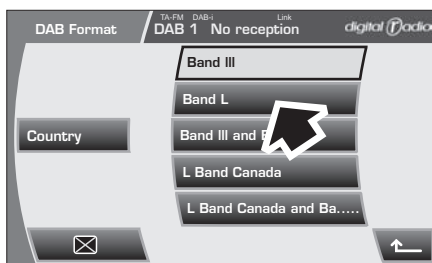 DAB Format
TA-FM DAB-i Link
DAB 1 No reception
digital radio
Band III
Band L
Country
Band III and
L Band Canada
L Band Canada and Ba.....